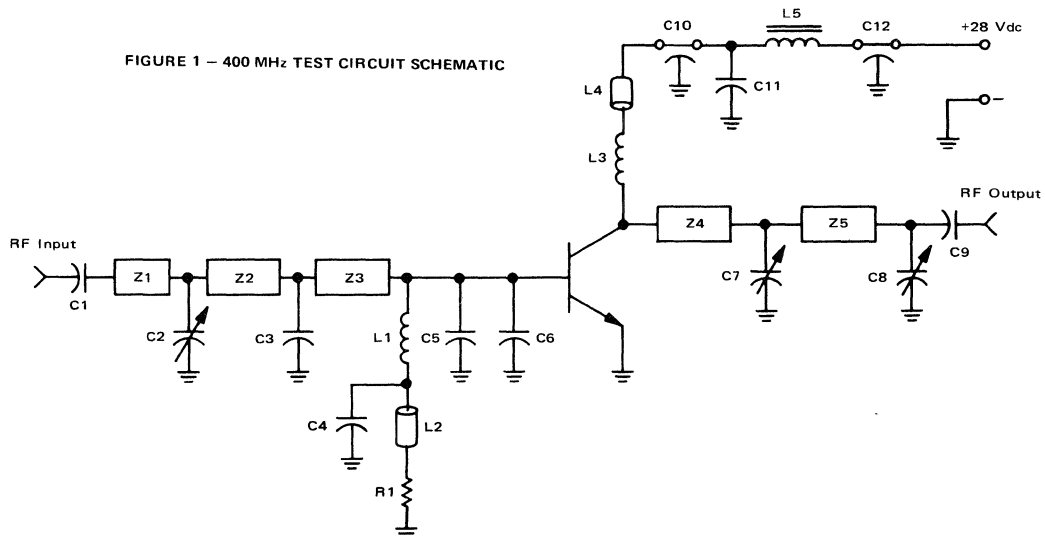 FIGURE 1 – 400 MHz TEST CIRCUIT SCHEMATIC
C10
L5
C12
+28 Vdc
C11
–
L4
L3
RF Output
Z4
Z5
C9
C7
C8
RF Input
C1
Z1
Z2
Z3
C2
C3
L1
C5
C6
C4
L2
R1